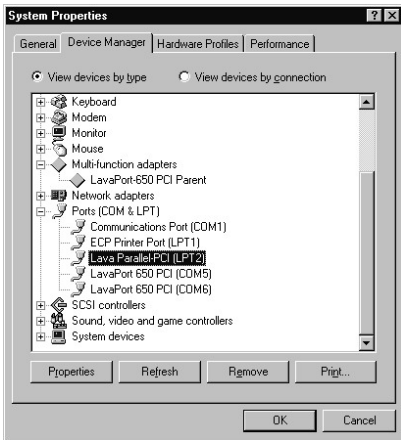 System Properties
General Device Manager Hardware Profiles Performance
View devices by type View devices by connection
Keyboard
Modem
Monitor
Mouse
Multi-function adapters
LavaPort-650 PCI Parent
Network adapters
Ports (COM & LPT)
Communications Port (COM1)
ECP Printer Port (LPT1)
Lava Parallel-PCI (LPT2)
LavaPort 650 PCI (COM5)
LavaPort 650 PCI (COM6)
SCSI controllers
Sound, video and game controllers
System devices
Properties Refresh Remove Print...
OK Cancel